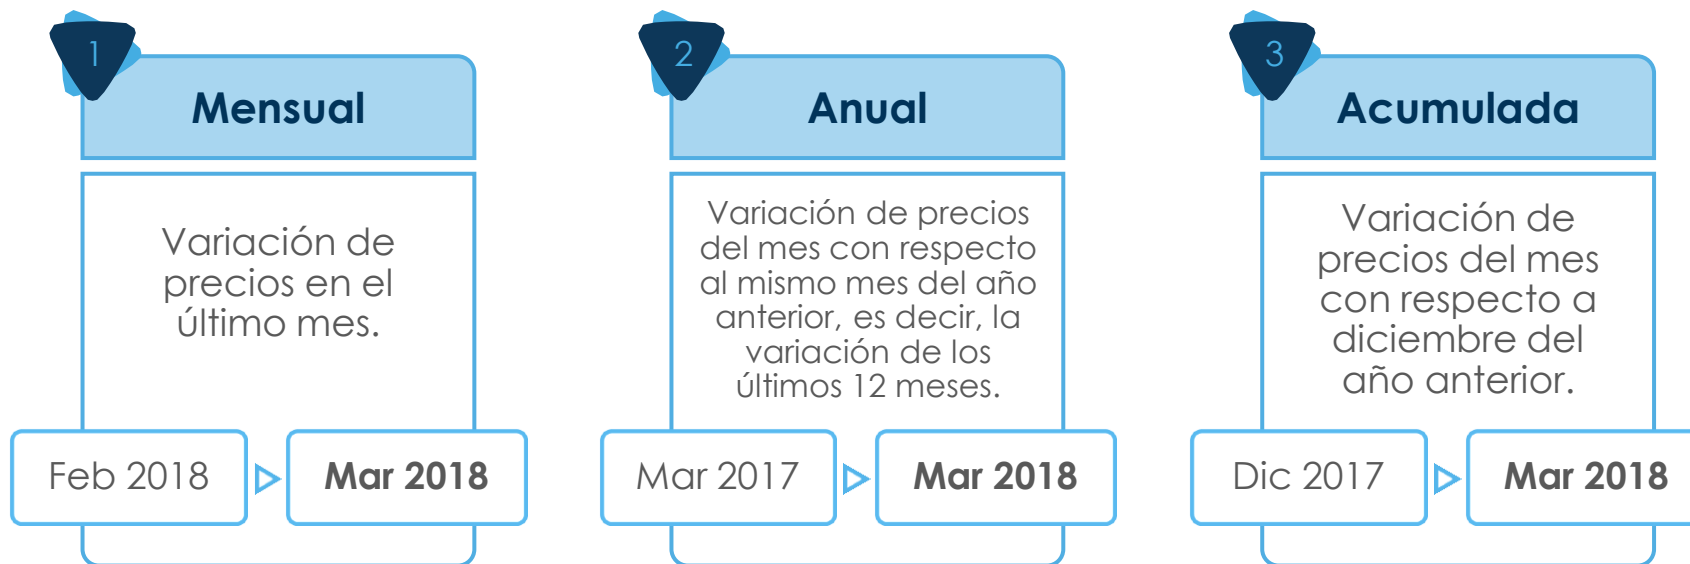 1
Mensual
Variación de
precios en el
último mes.
Feb 2018
Mar 2018
2
Anual
Variación de precios
del mes con respecto
al mismo mes del año
anterior, es decir, la
variación de los
últimos 12 meses.
Mar 2017
Mar 2018
3
Acumulada
Variación de
precios del mes
con respecto a
diciembre del
año anterior.
Dic 2017
Mar 2018